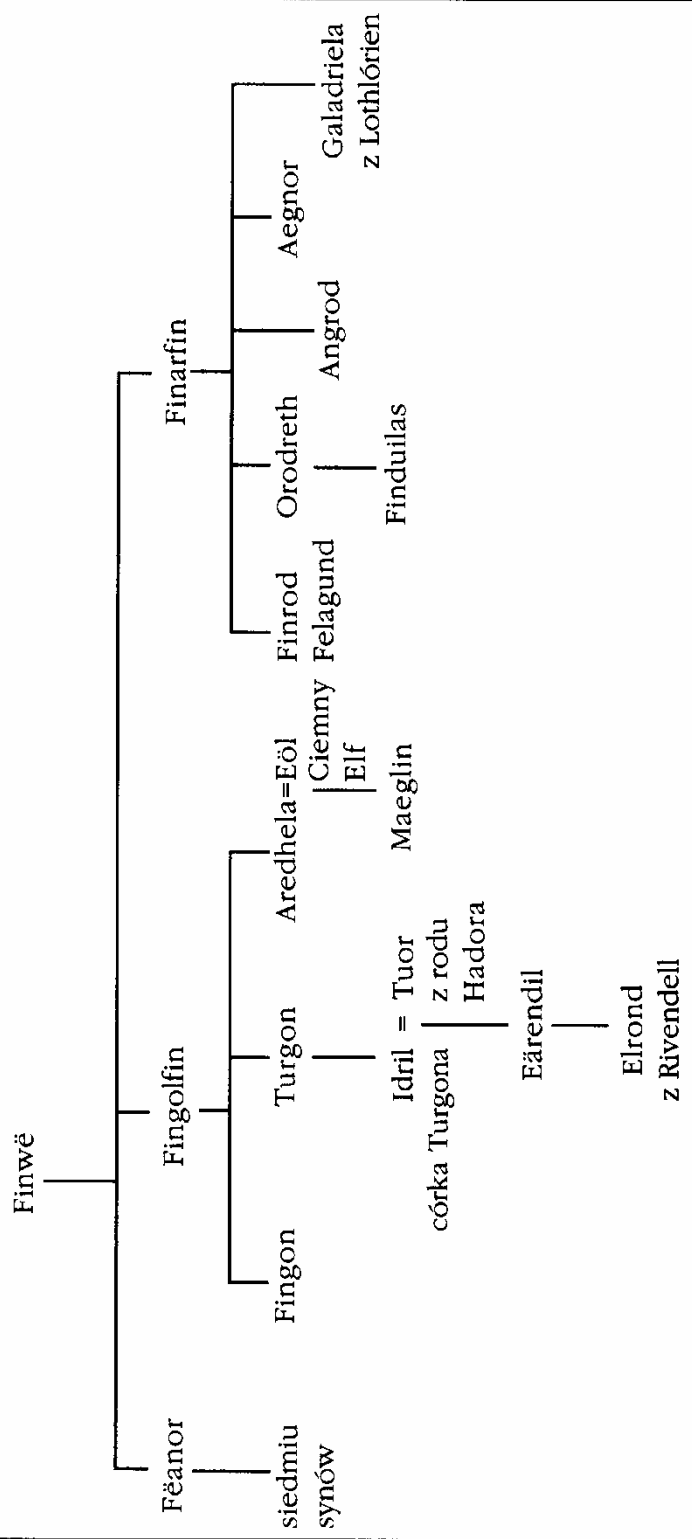 Finwë
Fëanor
Fingolfin
Finarfin
siedmiu
synów
Fingon
Turgon
Aredhela=Eöl
Ciemny
Elf
Finrod
Felagund
Orodreth
Angrod
Aegnor
Galadriela
z Lothlórien
Idril = Tuor
córka Turgona
z rodu
Hadora
Maeglin
Finduilas
Eärendil
Elrond
z Rivendell